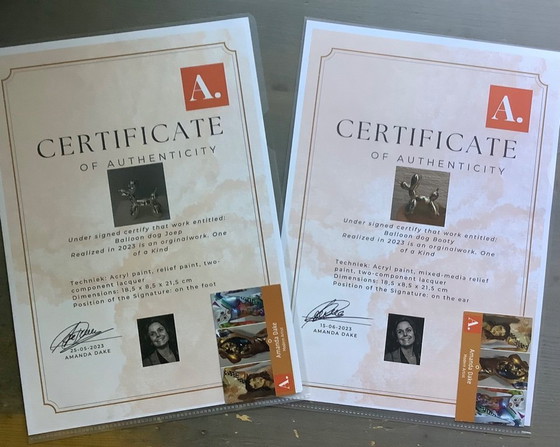 A.
CERTIFICATE
OF AUTHENTICITY
Under signed certify that work entitled:
Balloon dog Joep
Realized in 2023 is an orginalwork, One
of a Kind
Techniek: Acryl paint, relief paint, two-
component lacquer
Dimensions: 18,5 x 8,5 x 21,5 cm
Position of the Signature: on the foot
25-05-2023
AMANDA DAKE
Amanda Dake
A.
A.
CERTIFICATE
OF AUTHENTICITY
Under signed certify that work entitled:
Balloon dog Booty
Realized in 2023 is an orginalwork, One
of a Kind
Techniek: Acryl paint, mixed-media relief
paint, two-component lacquer
Dimensions: 18,5 x8,5 x 21,5 cm
Position of the Signature: on the ear
15-06-2023
AMANDA DAKE
A.
Amanda Dake